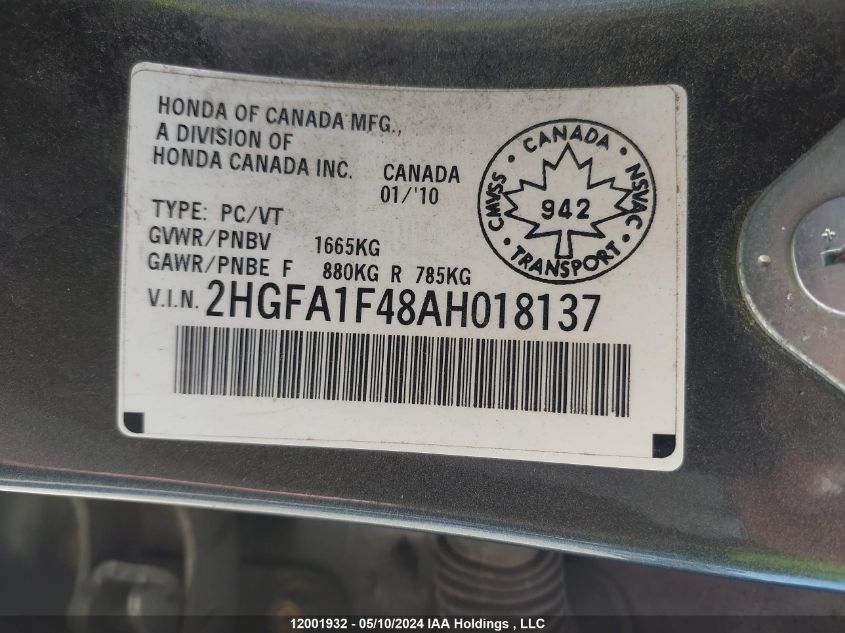 HONDA OF CANADA MFG.,
A DIVISION OF
HONDA CANADA INC. CANADA
01/'10
TYPE: PC/VT
GVWR/PNBV 1665KG
GAWR/PNBE F 880KG R 785KG
V.I.N. 2HGFA1F48AH018137
CMVSS • CANADA • NSVAC
942
• TRANSPORT •
12001932 - 05/10/2024 IAA Holdings , LLC